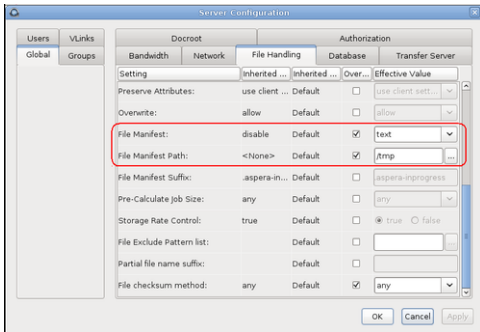 Server Configuration
Users VLinks
Global Groups
Docroot Authorization
Bandwidth Network File Handling Database Transfer Server
Setting Inherited ... Inherited ... Over... Effective Value
Preserve Attributes: use client ... Default use client sett...
Overwrite: allow Default allow
File Manifest: disable Default text
File Manifest Path: <None> Default /tmp ...
File Manifest Suffix: .aspera-in... Default .aspera-inprogress
Pre-Calculate Job Size: any Default any
Storage Rate Control: true Default true false
File Exclude Pattern list: Default ...
Partial file name suffix: Default
File checksum method: any Default any
OK Cancel Apply